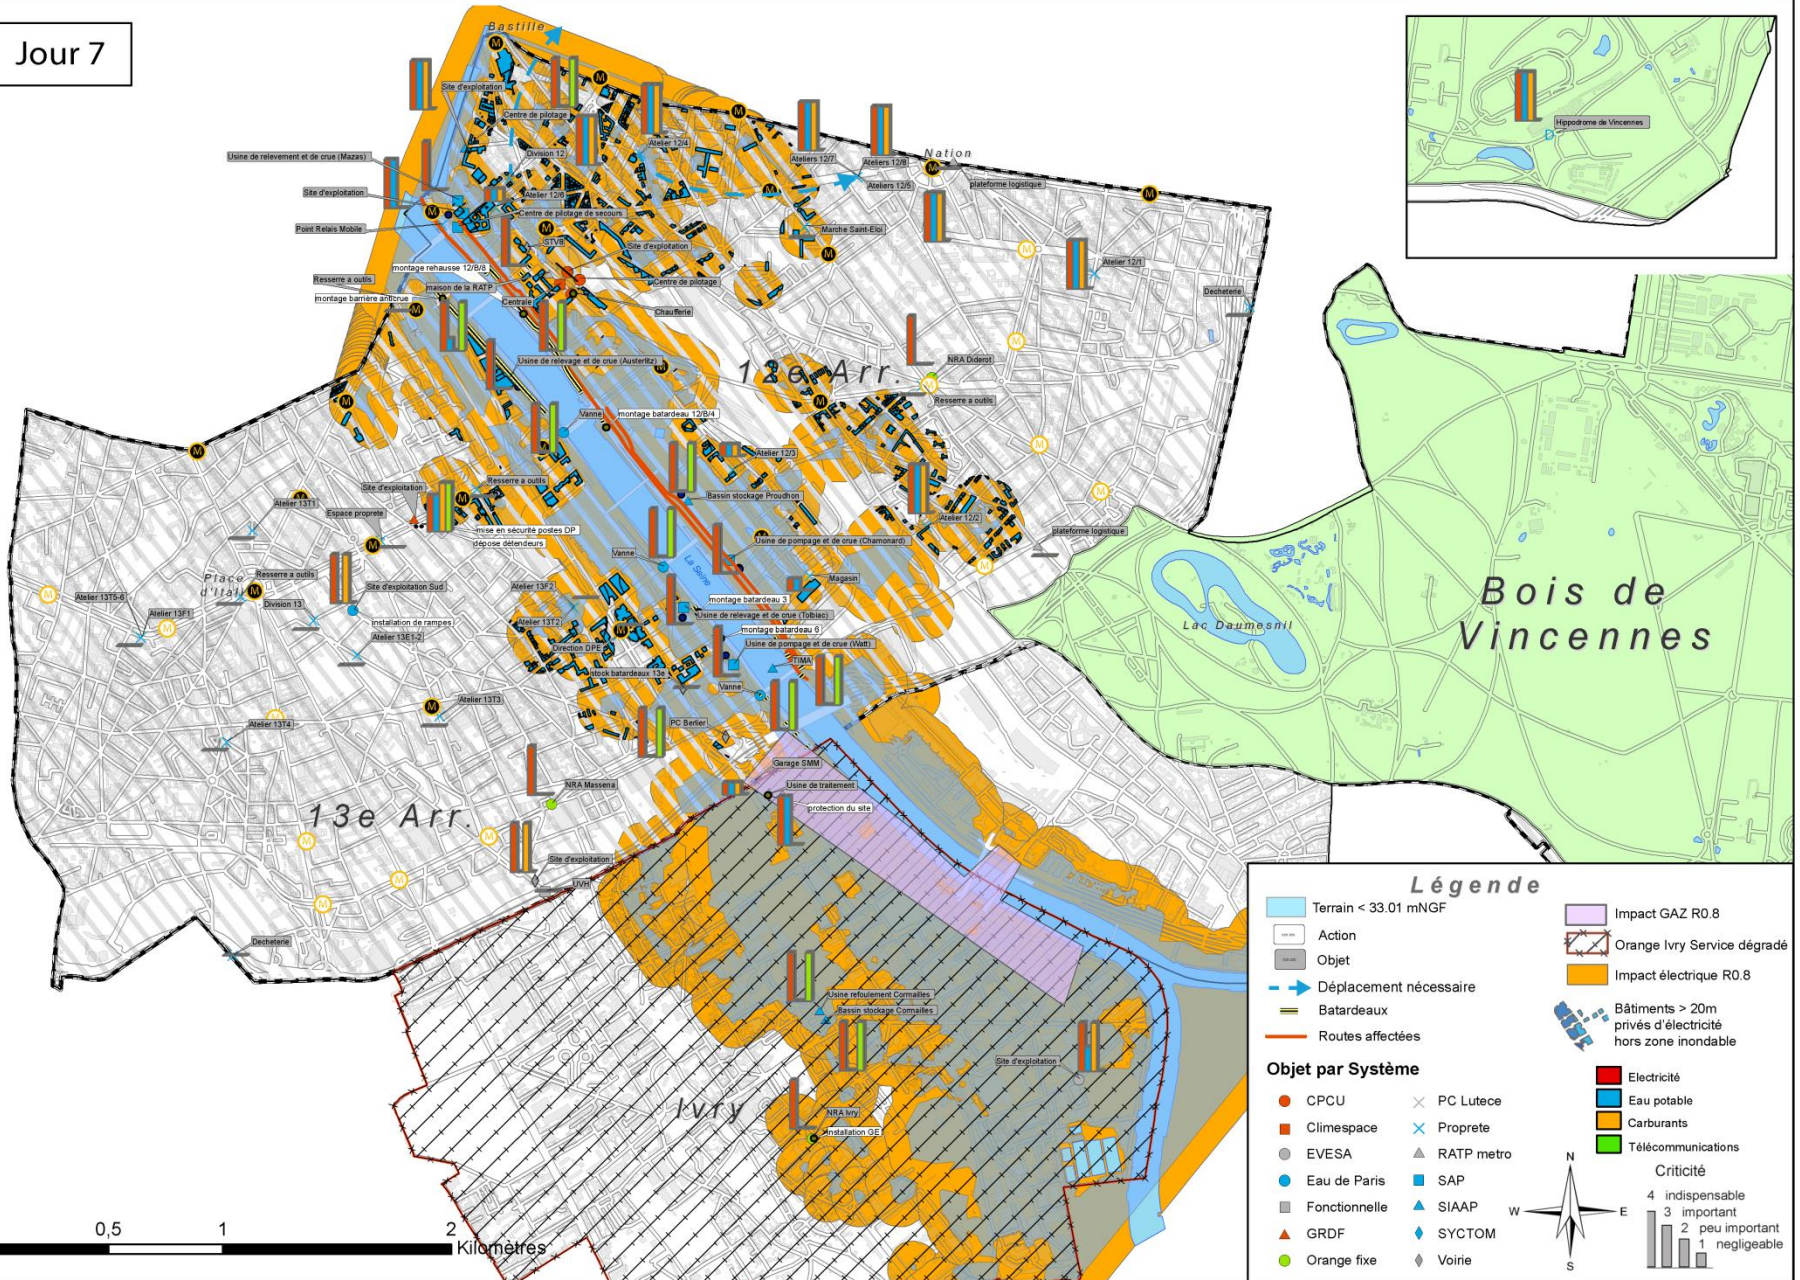 Jour 7
Bastille
Site d'exploitation
Centre de pilotage
Atelier 12/4
Division 12
Usine de relevement et de crue (Mazas)
Ateliers 12/7
Ateliers 12/8
Nation
Ateliers 12/5
plateforme logistique
Site d'exploitation
Atelier 12/6
Centre de pilotage de secours
Point Relais Mobile
Marche Saint-Eloi
STV8
Site d'exploitation
Atelier 12/1
montage rehausse 12/B/8
Resserre a outils
maison de la RATP
Centre de pilotage
Decheterie
montage barrière anticrue
Centrale
Chaufferie
Usine de relevage et de crue (Austerlitz)
NRA Diderot
12e Arr.
Resserre a outils
Vanne
montage batardeau 12/B/4
Atelier 12/3
Site d'exploitation
Resserre a outils
Atelier 13T1
Bassin stockage Proudhon
Espace proprete
Atelier 12/2
mise en sécurité postes DP
dépose détendeurs
plateforme logistique
Usine de pompage et de crue (Chamonard)
Vanne
La Seine
Place
d'Italie
Resserre a outils
Site d'exploitation Sud
Atelier 13F2
Magasin
Atelier 13T5-6
Atelier 13F1
Division 13
montage batardeau 3
Usine de relevage et de crue (Tolbiac)
installation de rampes
Atelier 13T2
montage batardeau 6
Atelier 13E1-2
Direction DPE
Usine de pompage et de crue (Watt)
TIMA
stock batardeaux 13e
Vanne
Atelier 13T3
Atelier 13T4
PC Berlier
Garage SMM
NRA Massena
Usine de traitement
protection du site
13e Arr.
Site d'exploitation
UVH
Decheterie
Usine refoulement Cornailles
Bassin stockage Cornailles
Site d'exploitation
Ivry
NRA Ivry
installation GE
Hippodrome de Vincennes
Lac Daumesnil
Bois de
Vincennes
0,5
1
2
Kilomètres
Légende
Terrain < 33.01 mNGF
Action
Objet
Déplacement nécessaire
Batardeaux
Routes affectées
Impact GAZ R0.8
Orange Ivry Service dégradé
Impact électrique R0.8
Bâtiments > 20m
privés d'électricité
hors zone inondable
Objet par Système
CPCU
Climespace
EVESA
Eau de Paris
Fonctionnelle
GRDF
Orange fixe
PC Lutece
Proprete
RATP metro
SAP
SIAAP
SYCTOM
Voirie
Electricité
Eau potable
Carburants
Télécommunications
Criticité
4 indispensable
3 important
2 peu important
1 negligeable
N
W
E
S